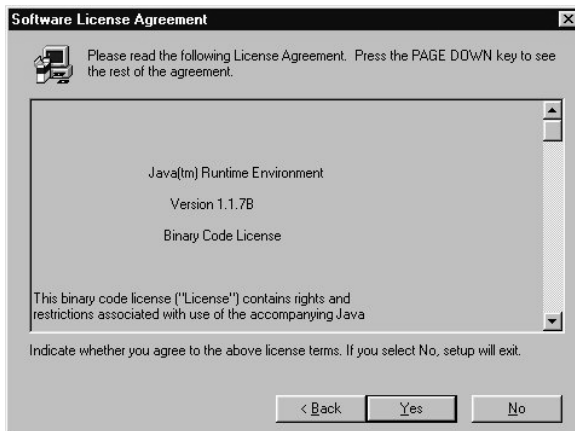 Software License Agreement
Please read the following License Agreement. Press the PAGE DOWN key to see
the rest of the agreement.
Java(tm) Runtime Environment
Version 1.1.7B
Binary Code License
This binary code license ("License") contains rights and
restrictions associated with use of the accompanying Java
Indicate whether you agree to the above license terms. If you select No, setup will exit.
< Back
Yes
No